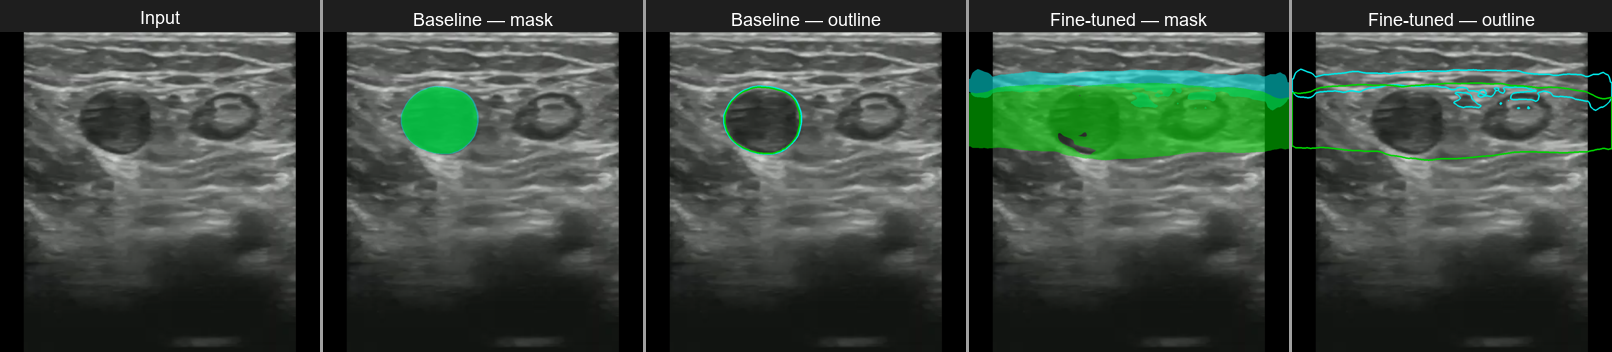 Input
Baseline — mask
Baseline — outline
Fine-tuned — mask
Fine-tuned — outline